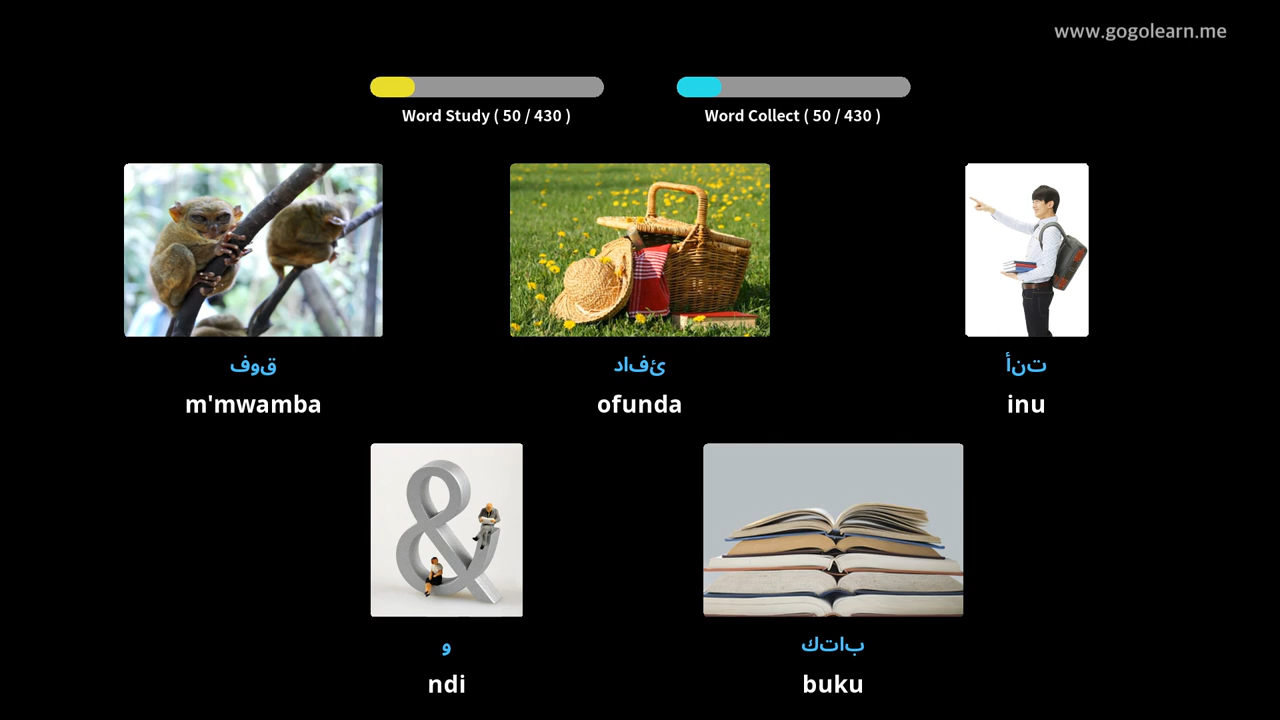 www.gogolearn.me
Word Study ( 50 / 430 )
Word Collect ( 50 / 430 )
قوف
m'mwamba
ئفاد
ofunda
تنأ
inu
و
ndi
باتك
buku